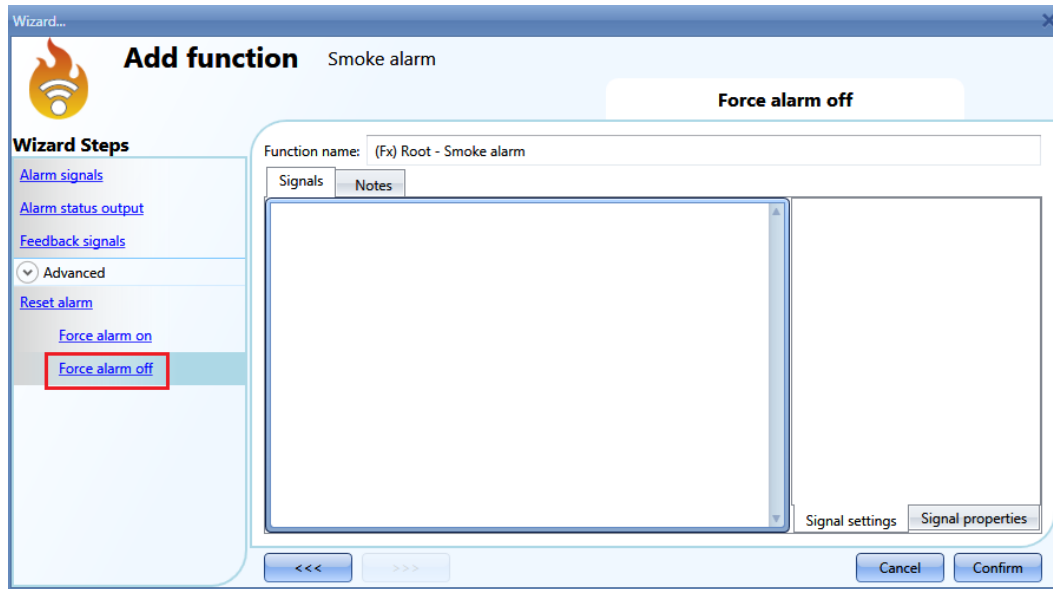 Wizard...
Add function Smoke alarm
Force alarm off
Wizard Steps
Alarm signals
Alarm status output
Feedback signals
Advanced
Reset alarm
Force alarm on
Force alarm off
Function name: (Fx) Root - Smoke alarm
Signals Notes
Signal settings Signal properties
<<< >>> Cancel Confirm